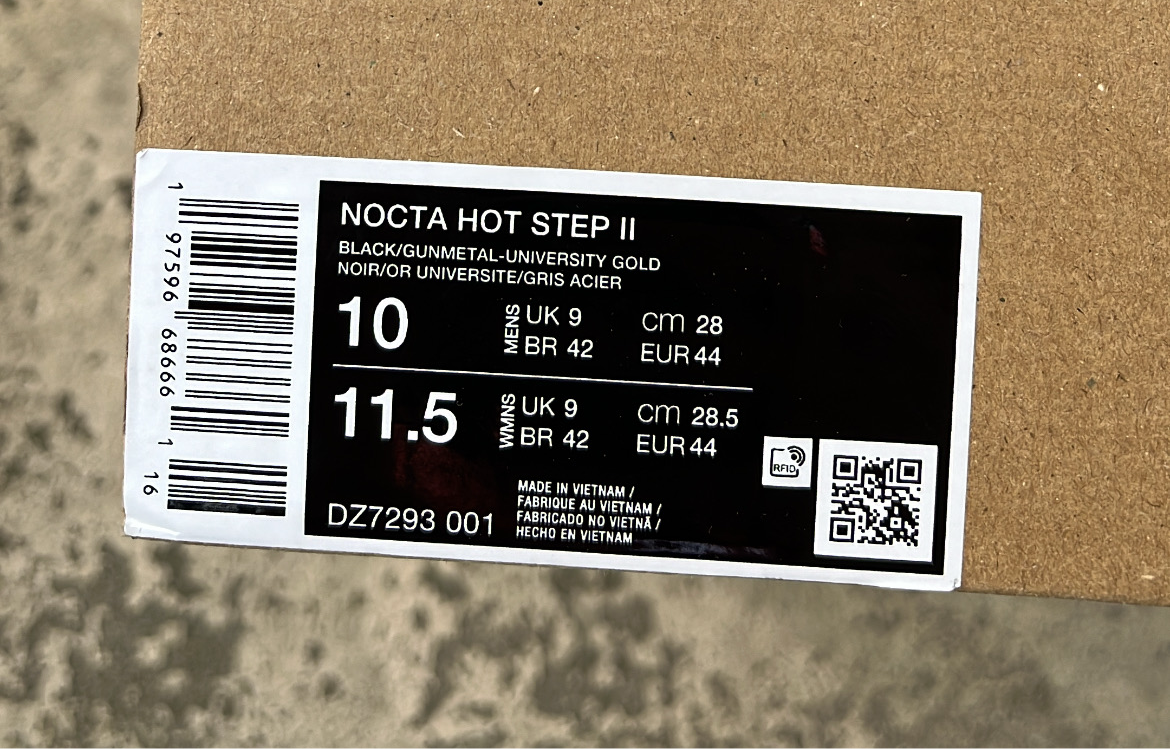 NOCTA HOT STEP II
BLACK/GUNMETAL-UNIVERSITY GOLD
NOIR/OR UNIVERSITE/GRIS ACIER
10 MENS UK 9 cm 28
BR 42 EUR 44
11.5 WMNS UK 9 cm 28.5
BR 42 EUR 44
RFID
DZ7293 001
MADE IN VIETNAM /
FABRIQUE AU VIETNAM /
FABRICADO NO VIETNÃ /
HECHO EN VIETNAM
1 97596 68666 1 16